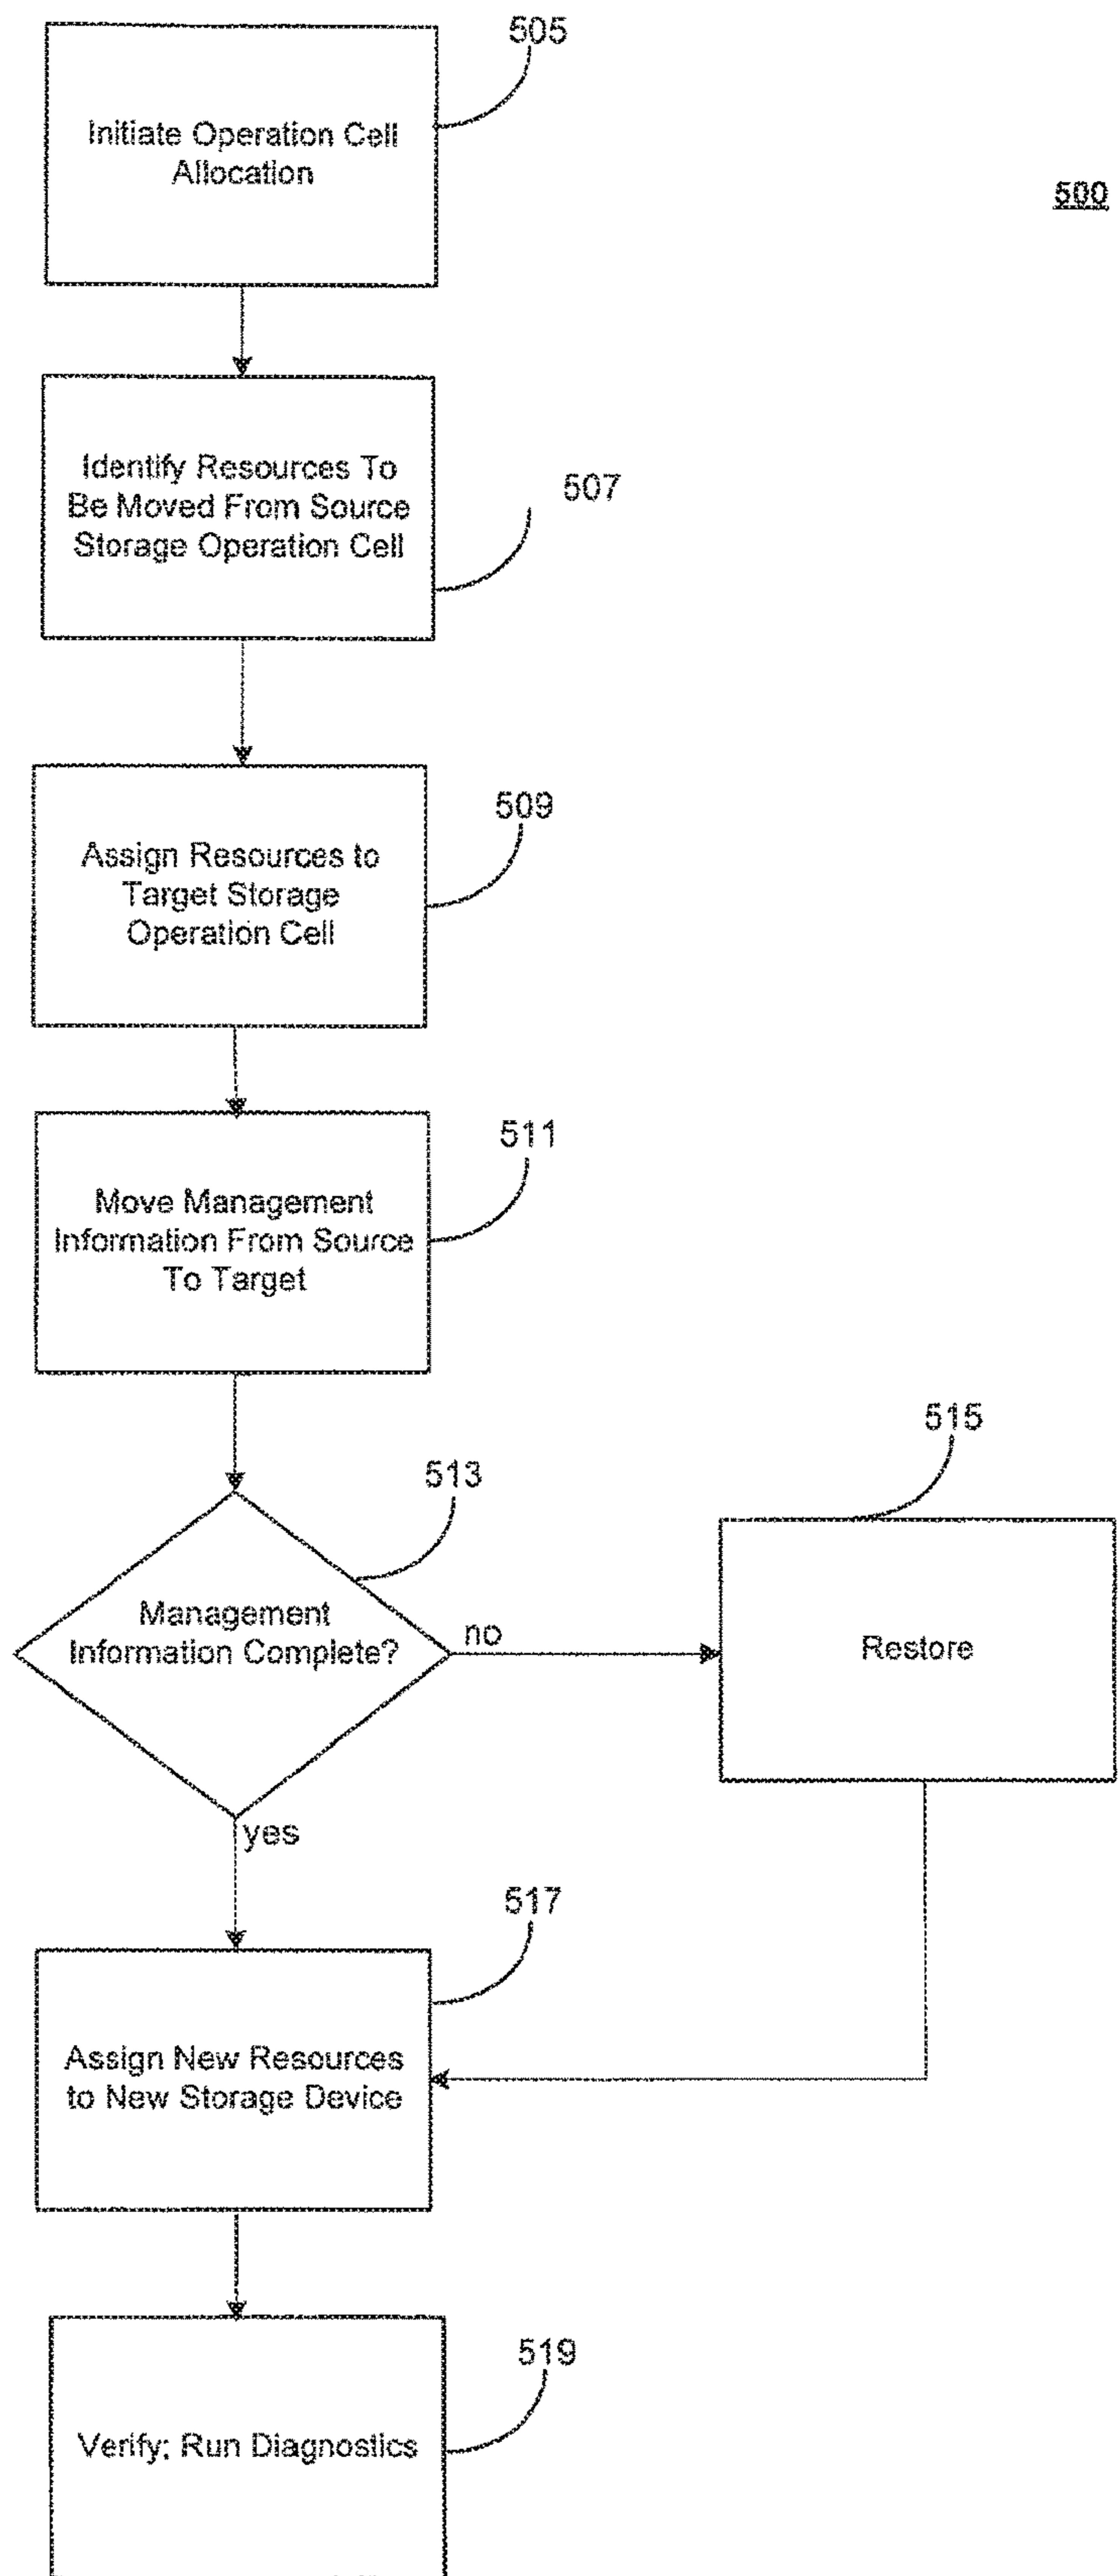 505
Initiate Operation Cell
Allocation
500
Identify Resources To
Be Moved From Source
Storage Operation Cell
507
509
Assign Resources to
Target Storage
Operation Cell
511
Move Management
Information From Source
To Target
515
513
Management
Information Complete?
no
Restore
yes
517
Assign New Resources
to New Storage Device
519
Verify; Run Diagnostics